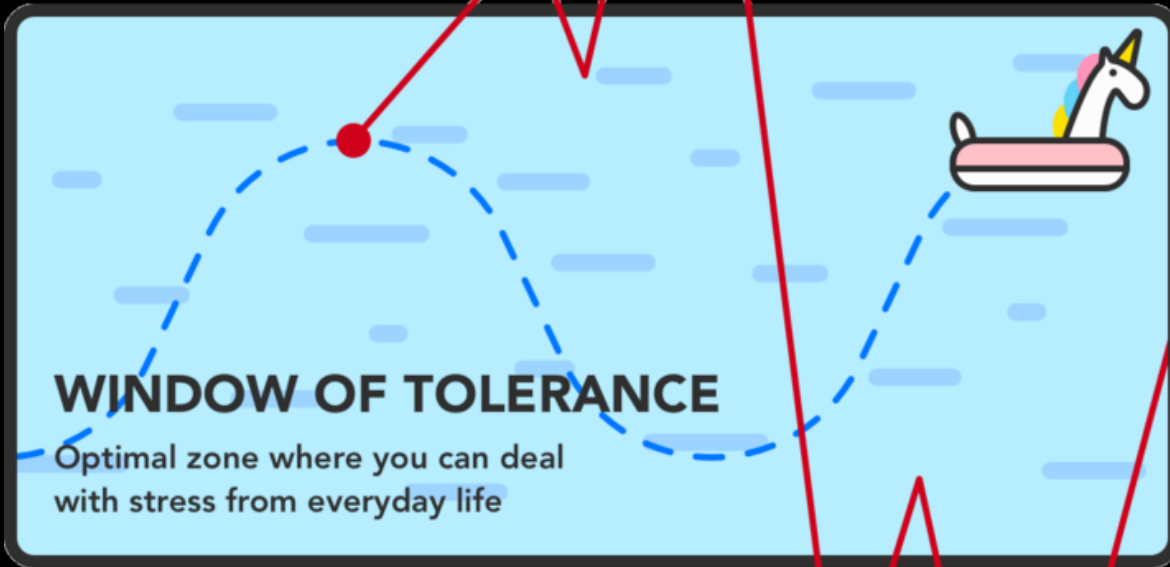 WINDOW OF TOLERANCE
Optimal zone where you can deal
with stress from everyday life